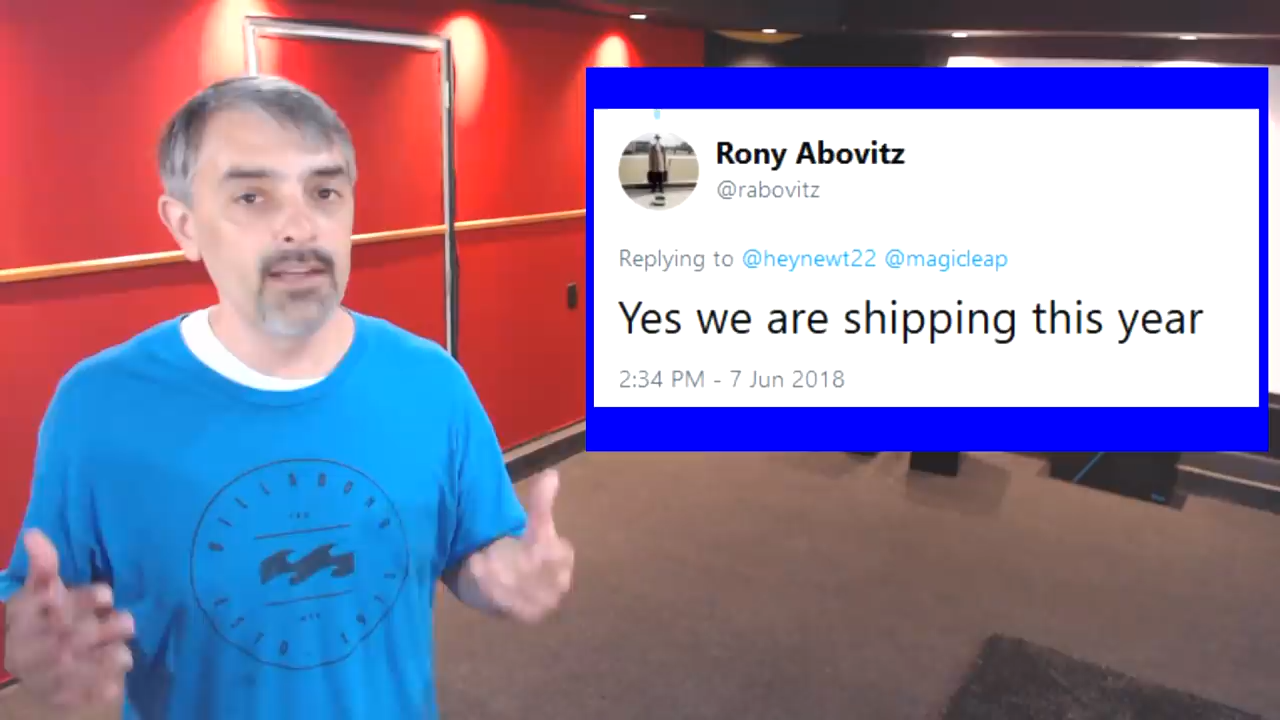 Rony Abovitz
@rabovitz
Replying to @heynewt22 @magicleap
Yes we are shipping this year
2:34 PM - 7 Jun 2018
BILLABONG